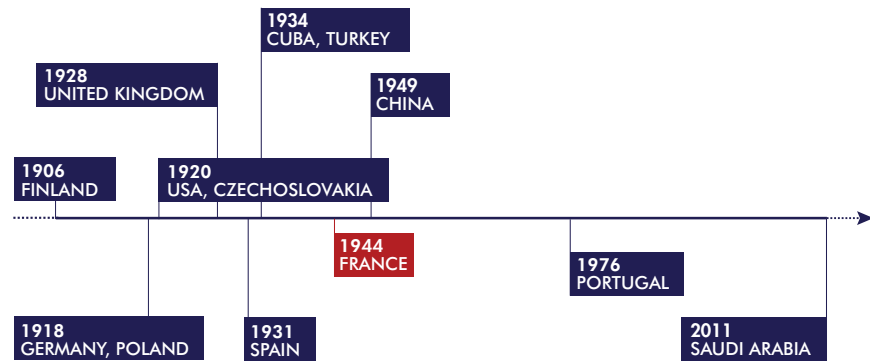 1934
CUBA, TURKEY
1928
UNITED KINGDOM
1949
CHINA
1906
FINLAND
1920
USA, CZECHOSLOVAKIA
1944
FRANCE
1976
PORTUGAL
1918
GERMANY, POLAND
1931
SPAIN
2011
SAUDI ARABIA